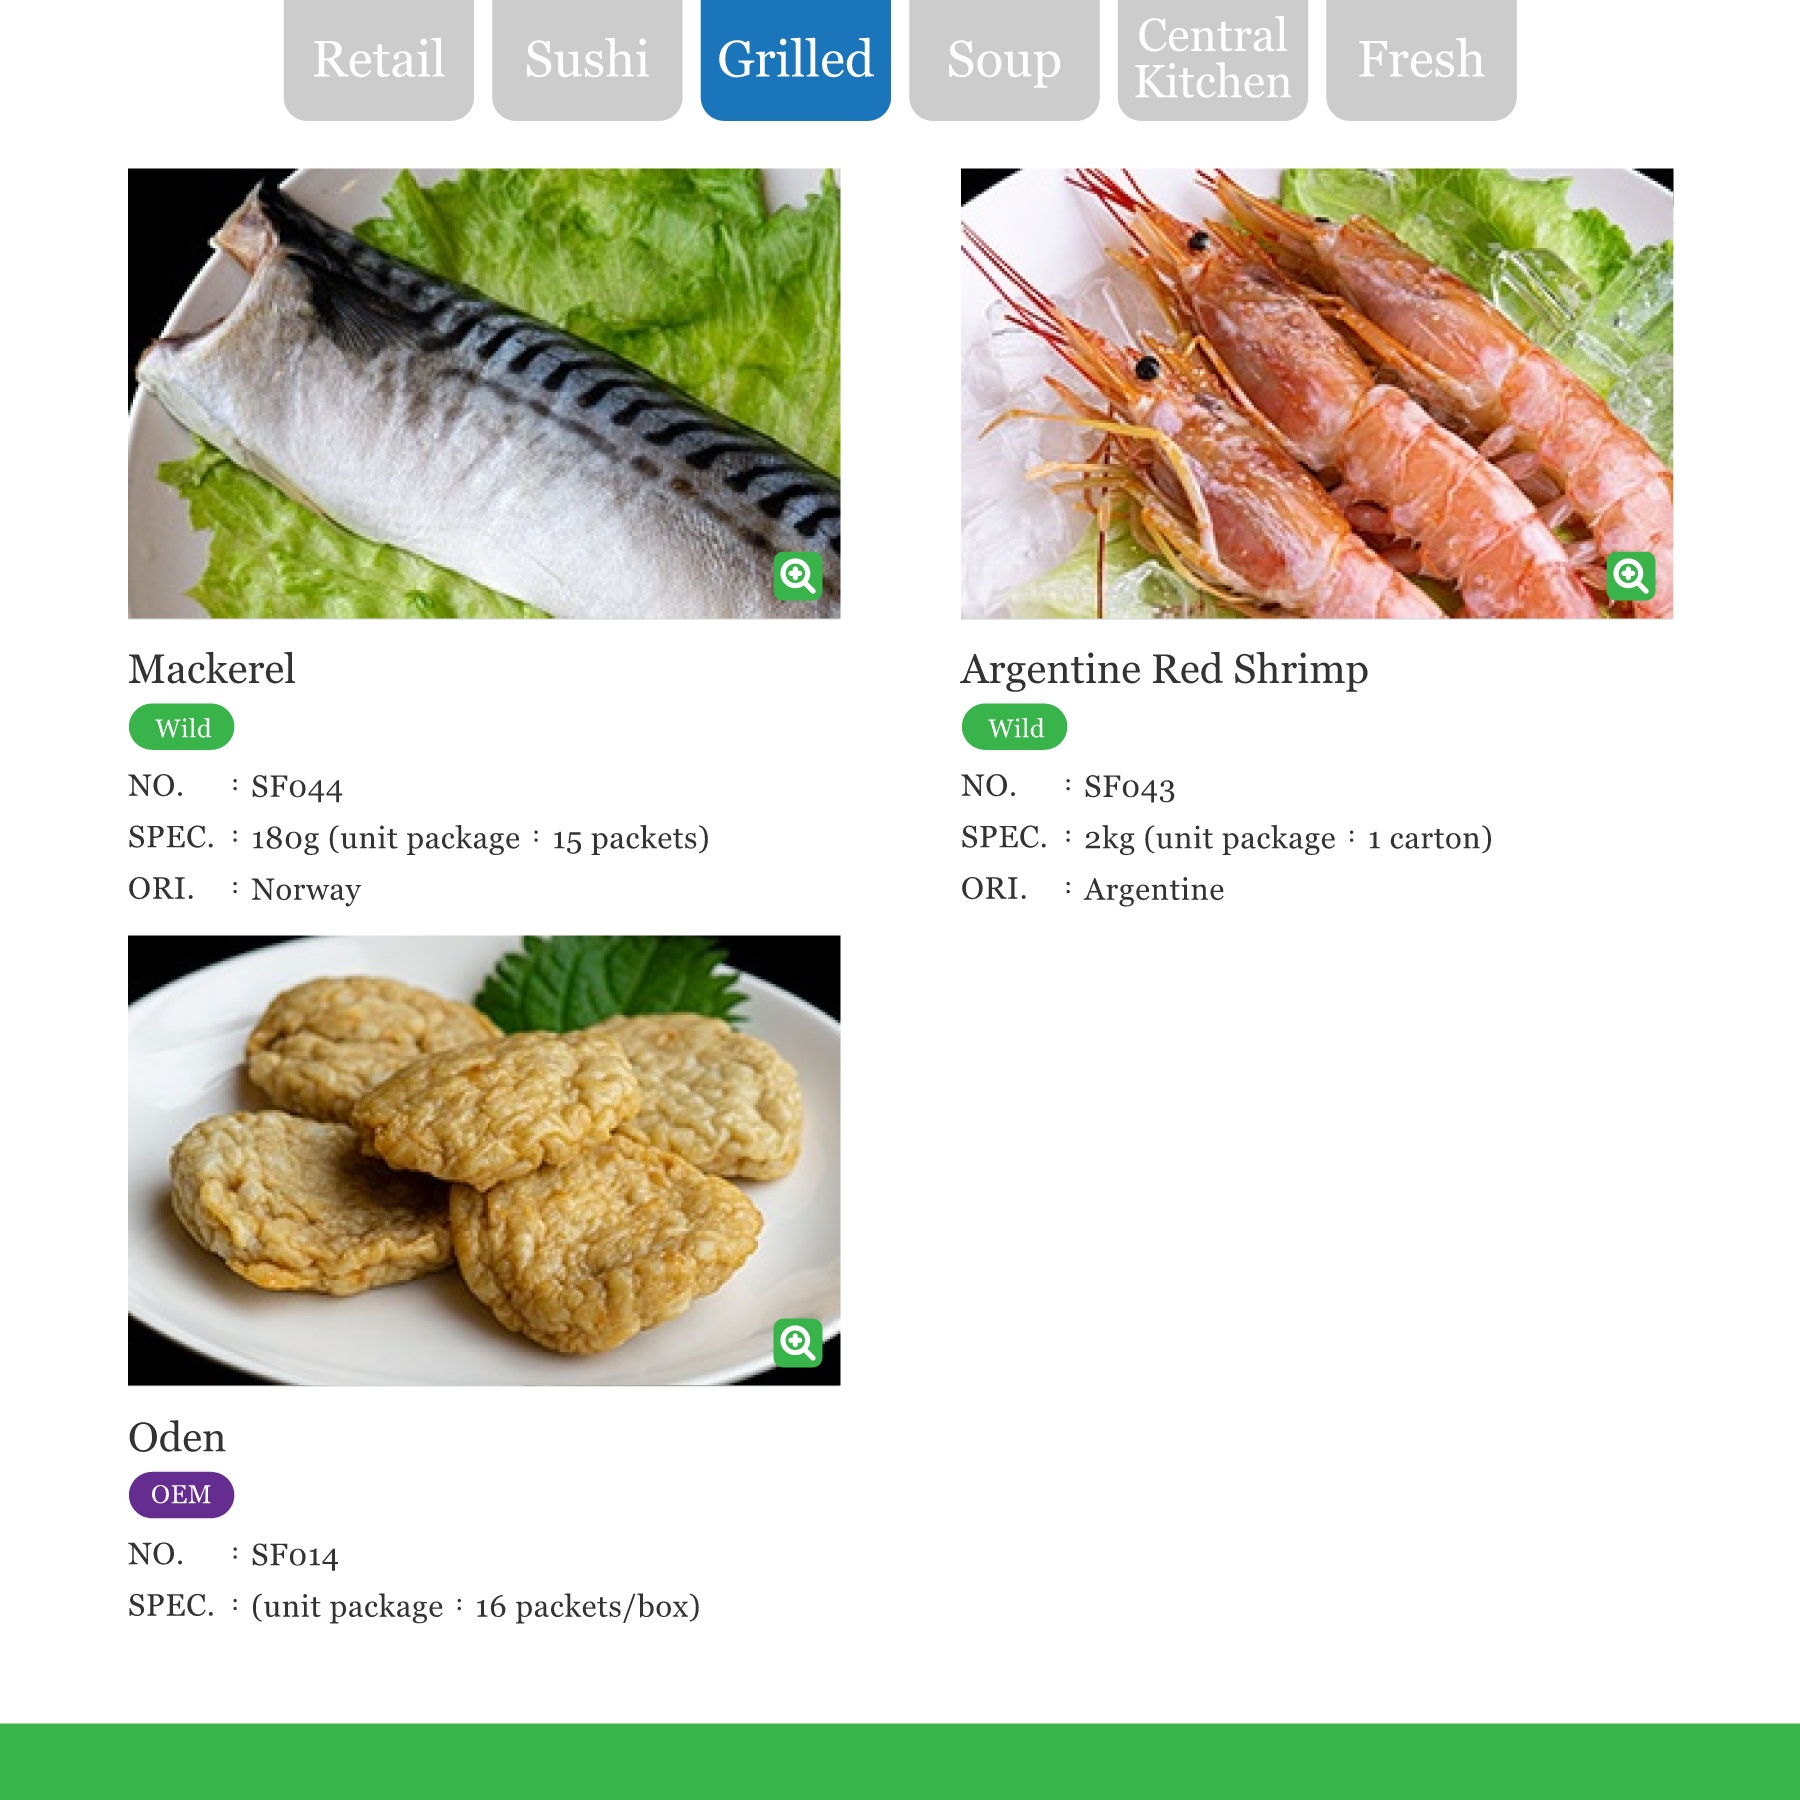 Retail
Sushi
Grilled
Soup
Central
Kitchen
Fresh
Mackerel
Wild
NO. : SF044
SPEC. : 180g (unit package : 15 packets)
ORI. : Norway
Argentine Red Shrimp
Wild
NO. : SF043
SPEC. : 2kg (unit package : 1 carton)
ORI. : Argentine
Oden
OEM
NO. : SF014
SPEC. : (unit package : 16 packets/box)